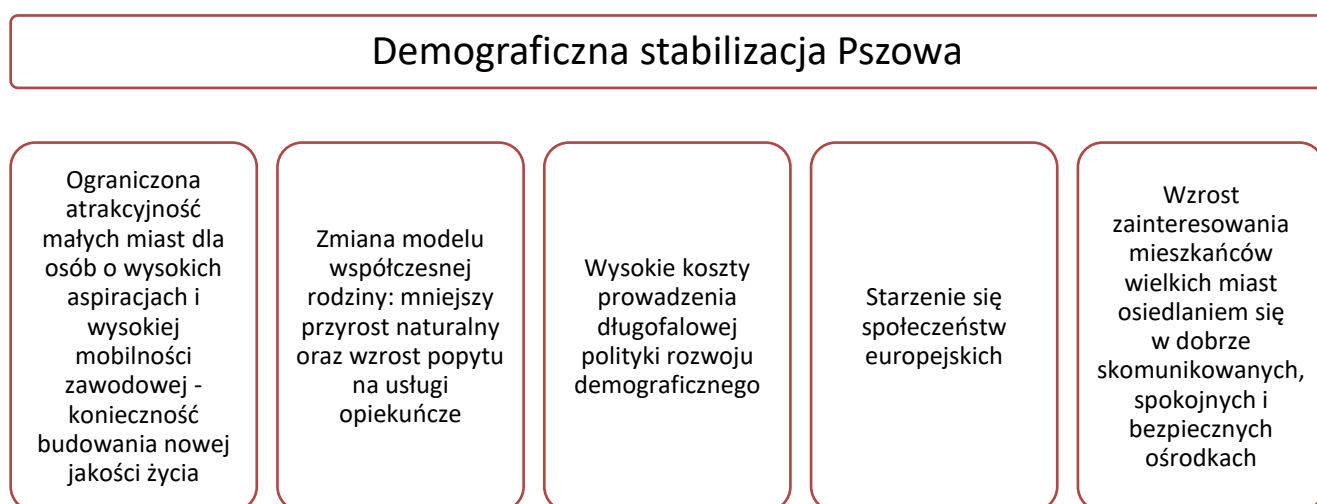 Demograficzna stabilizacja Pszowa
Ograniczona
atrakcyjność
małych miast dla
osób o wysokich
aspiracjach i
wysokiej
mobilności
zawodowej -
konieczność
budowania nowej
jakości życia
Zmiana modelu
współczesnej
rodziny: mniejszy
przyrost naturalny
oraz wzrost popytu
na usługi
opiekuńcze
Wysokie koszty
prowadzenia
długofalowej
polityki rozwoju
demograficznego
Starzenie się
społeczeństw
europejskich
Wzrost
zainteresowania
mieszkańców
wielkich miast
osiedlaniem się
w dobrze
skomunikowanych,
spokojnych i
bezpiecznych
ośrodkach